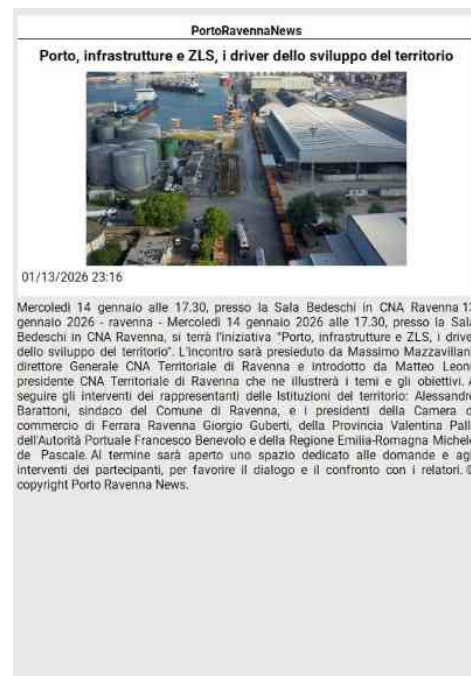 PortoRavennaNews
Porto, infrastrutture e ZLS, i driver dello sviluppo del territorio
01/13/2026 23:16
Mercoledì 14 gennaio alle 17.30, presso la Sala Bedeschi in CNA Ravenna 13
gennaio 2026 - ravenna - Mercoledì 14 gennaio 2026 alle 17.30, presso la Sala
Bedeschi in CNA Ravenna, si terrà l'iniziativa "Porto, infrastrutture e ZLS, i driver
dello sviluppo del territorio". L'incontro sarà presieduto da Massimo Mazzavillani
direttore Generale CNA Territoriale di Ravenna e introdotto da Matteo Leoni
presidente CNA Territoriale di Ravenna che ne illustrerà i temi e gli obiettivi. A
seguire gli interventi dei rappresentanti delle Istituzioni del territorio: Alessandro
Barattoni, sindaco del Comune di Ravenna, e i presidenti della Camera di
commercio di Ferrara Ravenna Giorgio Guberti, della Provincia Valentina Palli
dell'Autorità Portuale Francesco Benevolo e della Regione Emilia-Romagna Michele
de Pascale. Al termine sarà aperto uno spazio dedicato alle domande e agli
interventi dei partecipanti, per favorire il dialogo e il confronto con i relatori. ©
copyright Porto Ravenna News.